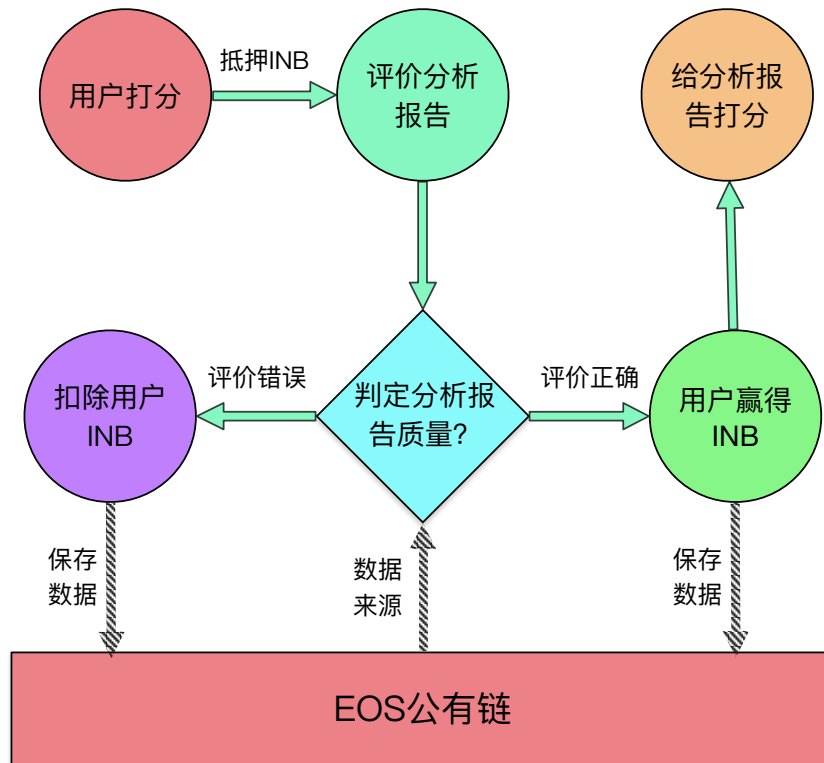 抵押INB
用户打分
评价分析
报告
给分析报
告打分
评价错误
评价正确
扣除用户
INB
判定分析报
告质量?
用户赢得
INB
保存
数据
数据
来源
保存
数据
EOS公有链